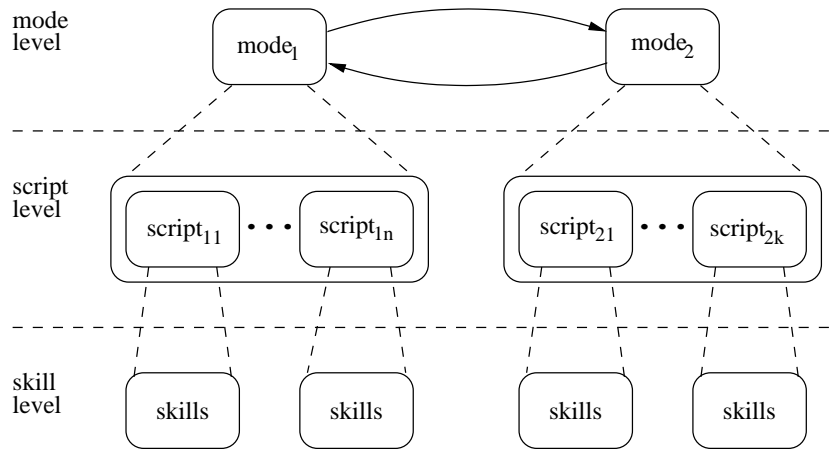 mode
level
mode₁
mode₂
script
level
script₁₁ • • • script₁ₙ
script₂₁ • • • script₂ₖ
skill
level
skills
skills
skills
skills